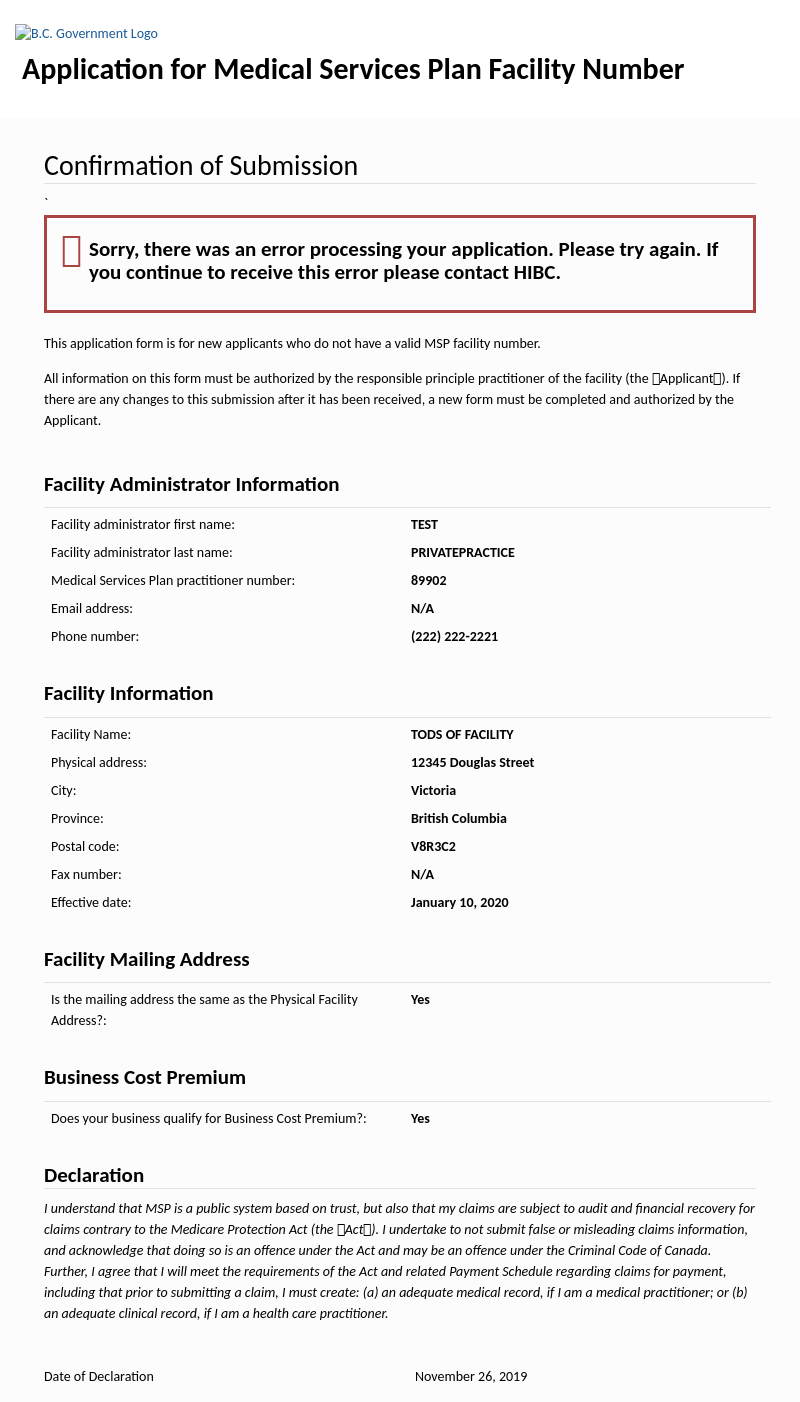 B.C. Government Logo
Application for Medical Services Plan Facility Number
Confirmation of Submission
`
Sorry, there was an error processing your application. Please try again. If
you continue to receive this error please contact HIBC.
This application form is for new applicants who do not have a valid MSP facility number.
All information on this form must be authorized by the responsible principle practitioner of the facility (the Applicant). If
there are any changes to this submission after it has been received, a new form must be completed and authorized by the
Applicant.
Facility Administrator Information
Facility administrator first name: TEST
Facility administrator last name: PRIVATEPRACTICE
Medical Services Plan practitioner number: 89902
Email address: N/A
Phone number: (222) 222-2221
Facility Information
Facility Name: TODS OF FACILITY
Physical address: 12345 Douglas Street
City: Victoria
Province: British Columbia
Postal code: V8R3C2
Fax number: N/A
Effective date: January 10, 2020
Facility Mailing Address
Is the mailing address the same as the Physical Facility Yes
Address?:
Business Cost Premium
Does your business qualify for Business Cost Premium?: Yes
Declaration
I understand that MSP is a public system based on trust, but also that my claims are subject to audit and financial recovery for
claims contrary to the Medicare Protection Act (the Act). I undertake to not submit false or misleading claims information,
and acknowledge that doing so is an offence under the Act and may be an offence under the Criminal Code of Canada.
Further, I agree that I will meet the requirements of the Act and related Payment Schedule regarding claims for payment,
including that prior to submitting a claim, I must create: (a) an adequate medical record, if I am a medical practitioner; or (b)
an adequate clinical record, if I am a health care practitioner.
Date of Declaration November 26, 2019